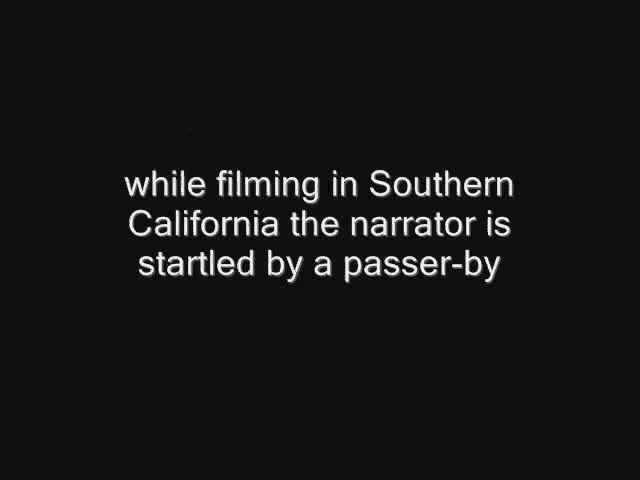 while filming in Southern
California the narrator is
startled by a passer-by